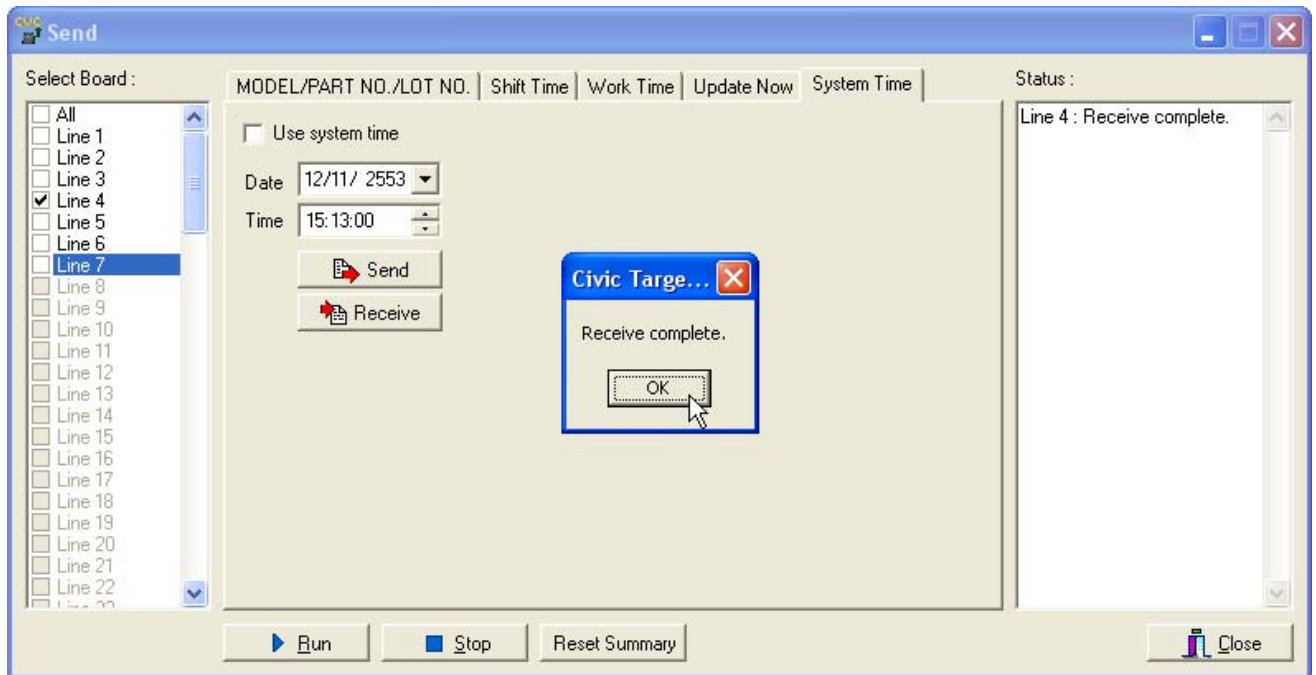 CVC
Send
Select Board :
All
Line 1
Line 2
Line 3
Line 4
Line 5
Line 6
Line 7
Line 8
Line 9
Line 10
Line 11
Line 12
Line 13
Line 14
Line 15
Line 16
Line 17
Line 18
Line 19
Line 20
Line 21
Line 22
MODEL/PART NO./LOT NO. Shift Time Work Time Update Now System Time
Use system time
Date 12/11/ 2553
Time 15:13:00
Send
Receive
Civic Targe...
Receive complete.
OK
Status :
Line 4 : Receive complete.
Run Stop Reset Summary Close